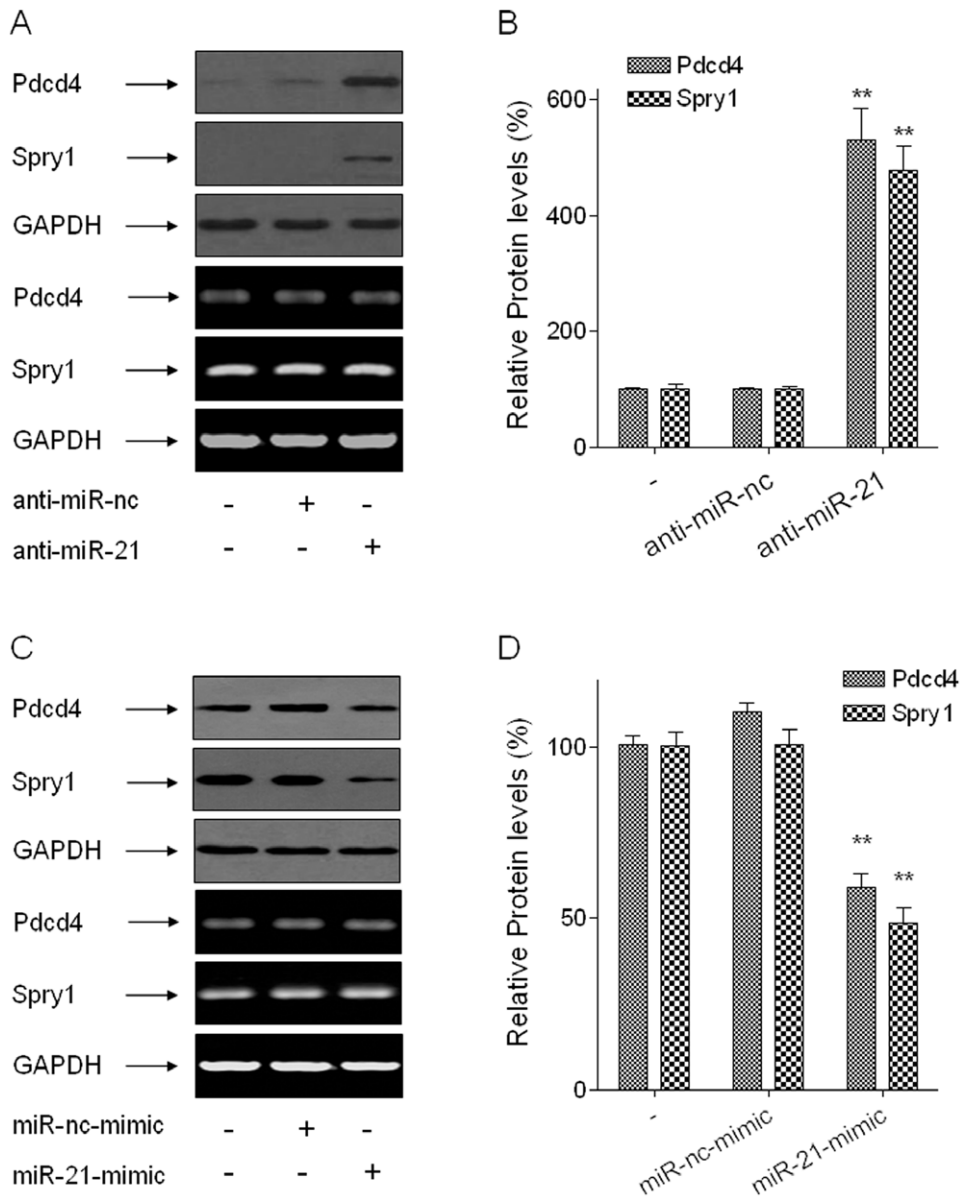 A
Pdcd4
Spry1
GAPDH
Pdcd4
Spry1
GAPDH
anti-miR-nc - + -
anti-miR-21 - - +
B
Pdcd4
Spry1
Relative Protein levels (%)
600
400
200
0
** **
- anti-miR-nc anti-miR-21
C
Pdcd4
Spry1
GAPDH
Pdcd4
Spry1
GAPDH
miR-nc-mimic - + -
miR-21-mimic - - +
D
Pdcd4
Spry1
Relative Protein levels (%)
100
50
0
** **
- miR-nc-mimic miR-21-mimic